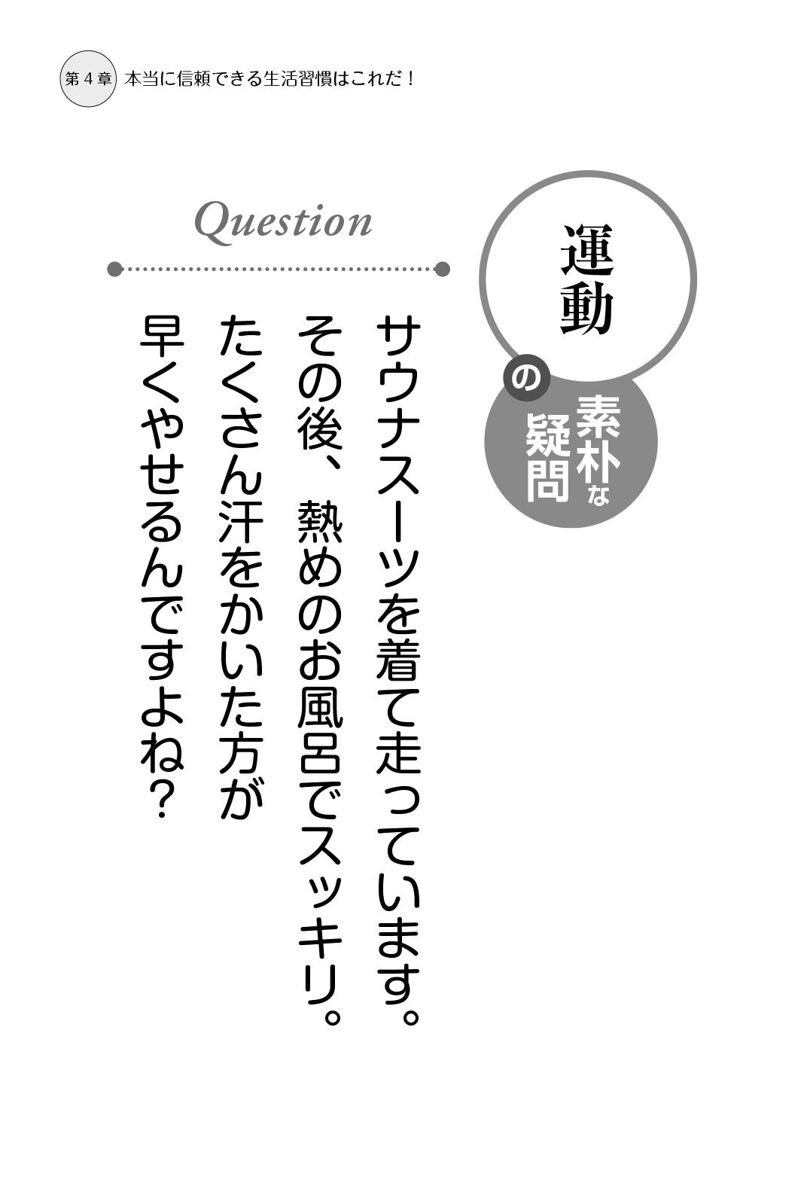 第4章 本当に信頼できる生活習慣はこれだ！
運動
の
素朴な
疑問
Question
サウナスーツを着て走っています。
その後、熱めのお風呂でスッキリ。
たくさん汗をかいた方が
早くやせるんですよね？